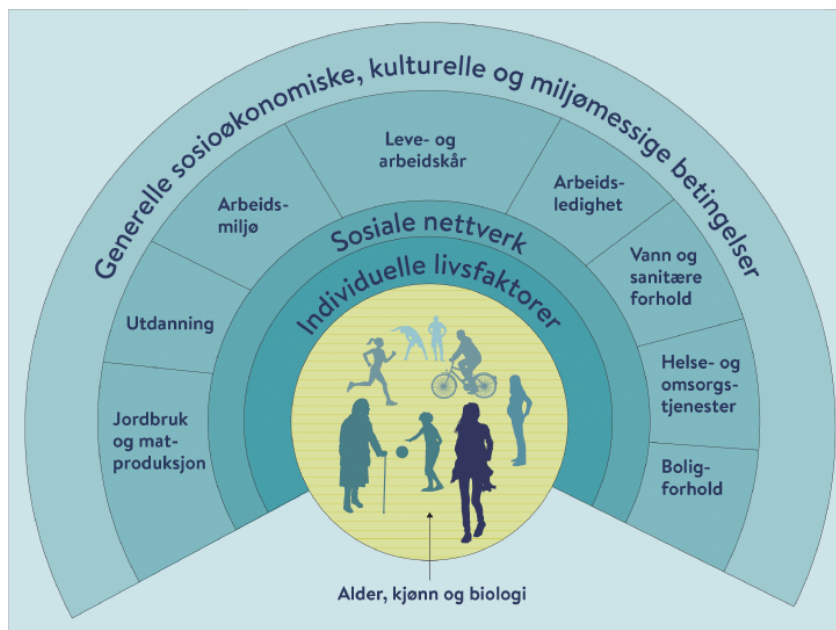 Generelle sosioøkonomiske, kulturelle og miljømessige betingelser
Leve- og
arbeidskår
Arbeids-
miljø
Arbeids-
ledighet
Sosiale nettverk
Vann og
sanitære
forhold
Individuelle livsfaktorer
Utdanning
Helse- og
omsorgs-
tjenester
Jordbruk
og mat-
produksjon
Bolig-
forhold
Alder, kjønn og biologi